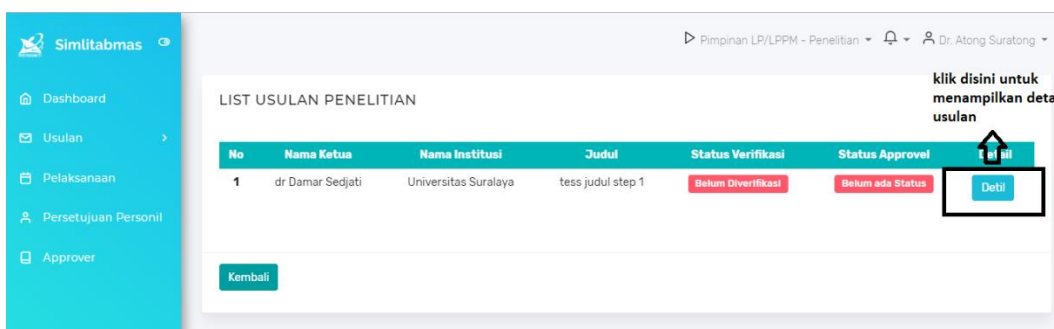 Simlitabmas
Pimpinan LP/LPPM - Penelitian
Dr. Atong Suratong
klik disini untuk
menampilkan deta
usulan
Dashboard
Usulan
Pelaksanaan
Persetujuan Personil
Approver
LIST USULAN PENELITIAN
No Nama Ketua Nama Institusi Judul Status Verifikasi Status Approvel Detail
1 dr Damar Sedjati Universitas Suralaya tess judul step 1 Belum Diverifikasi Belum ada Status Detil
Kembali